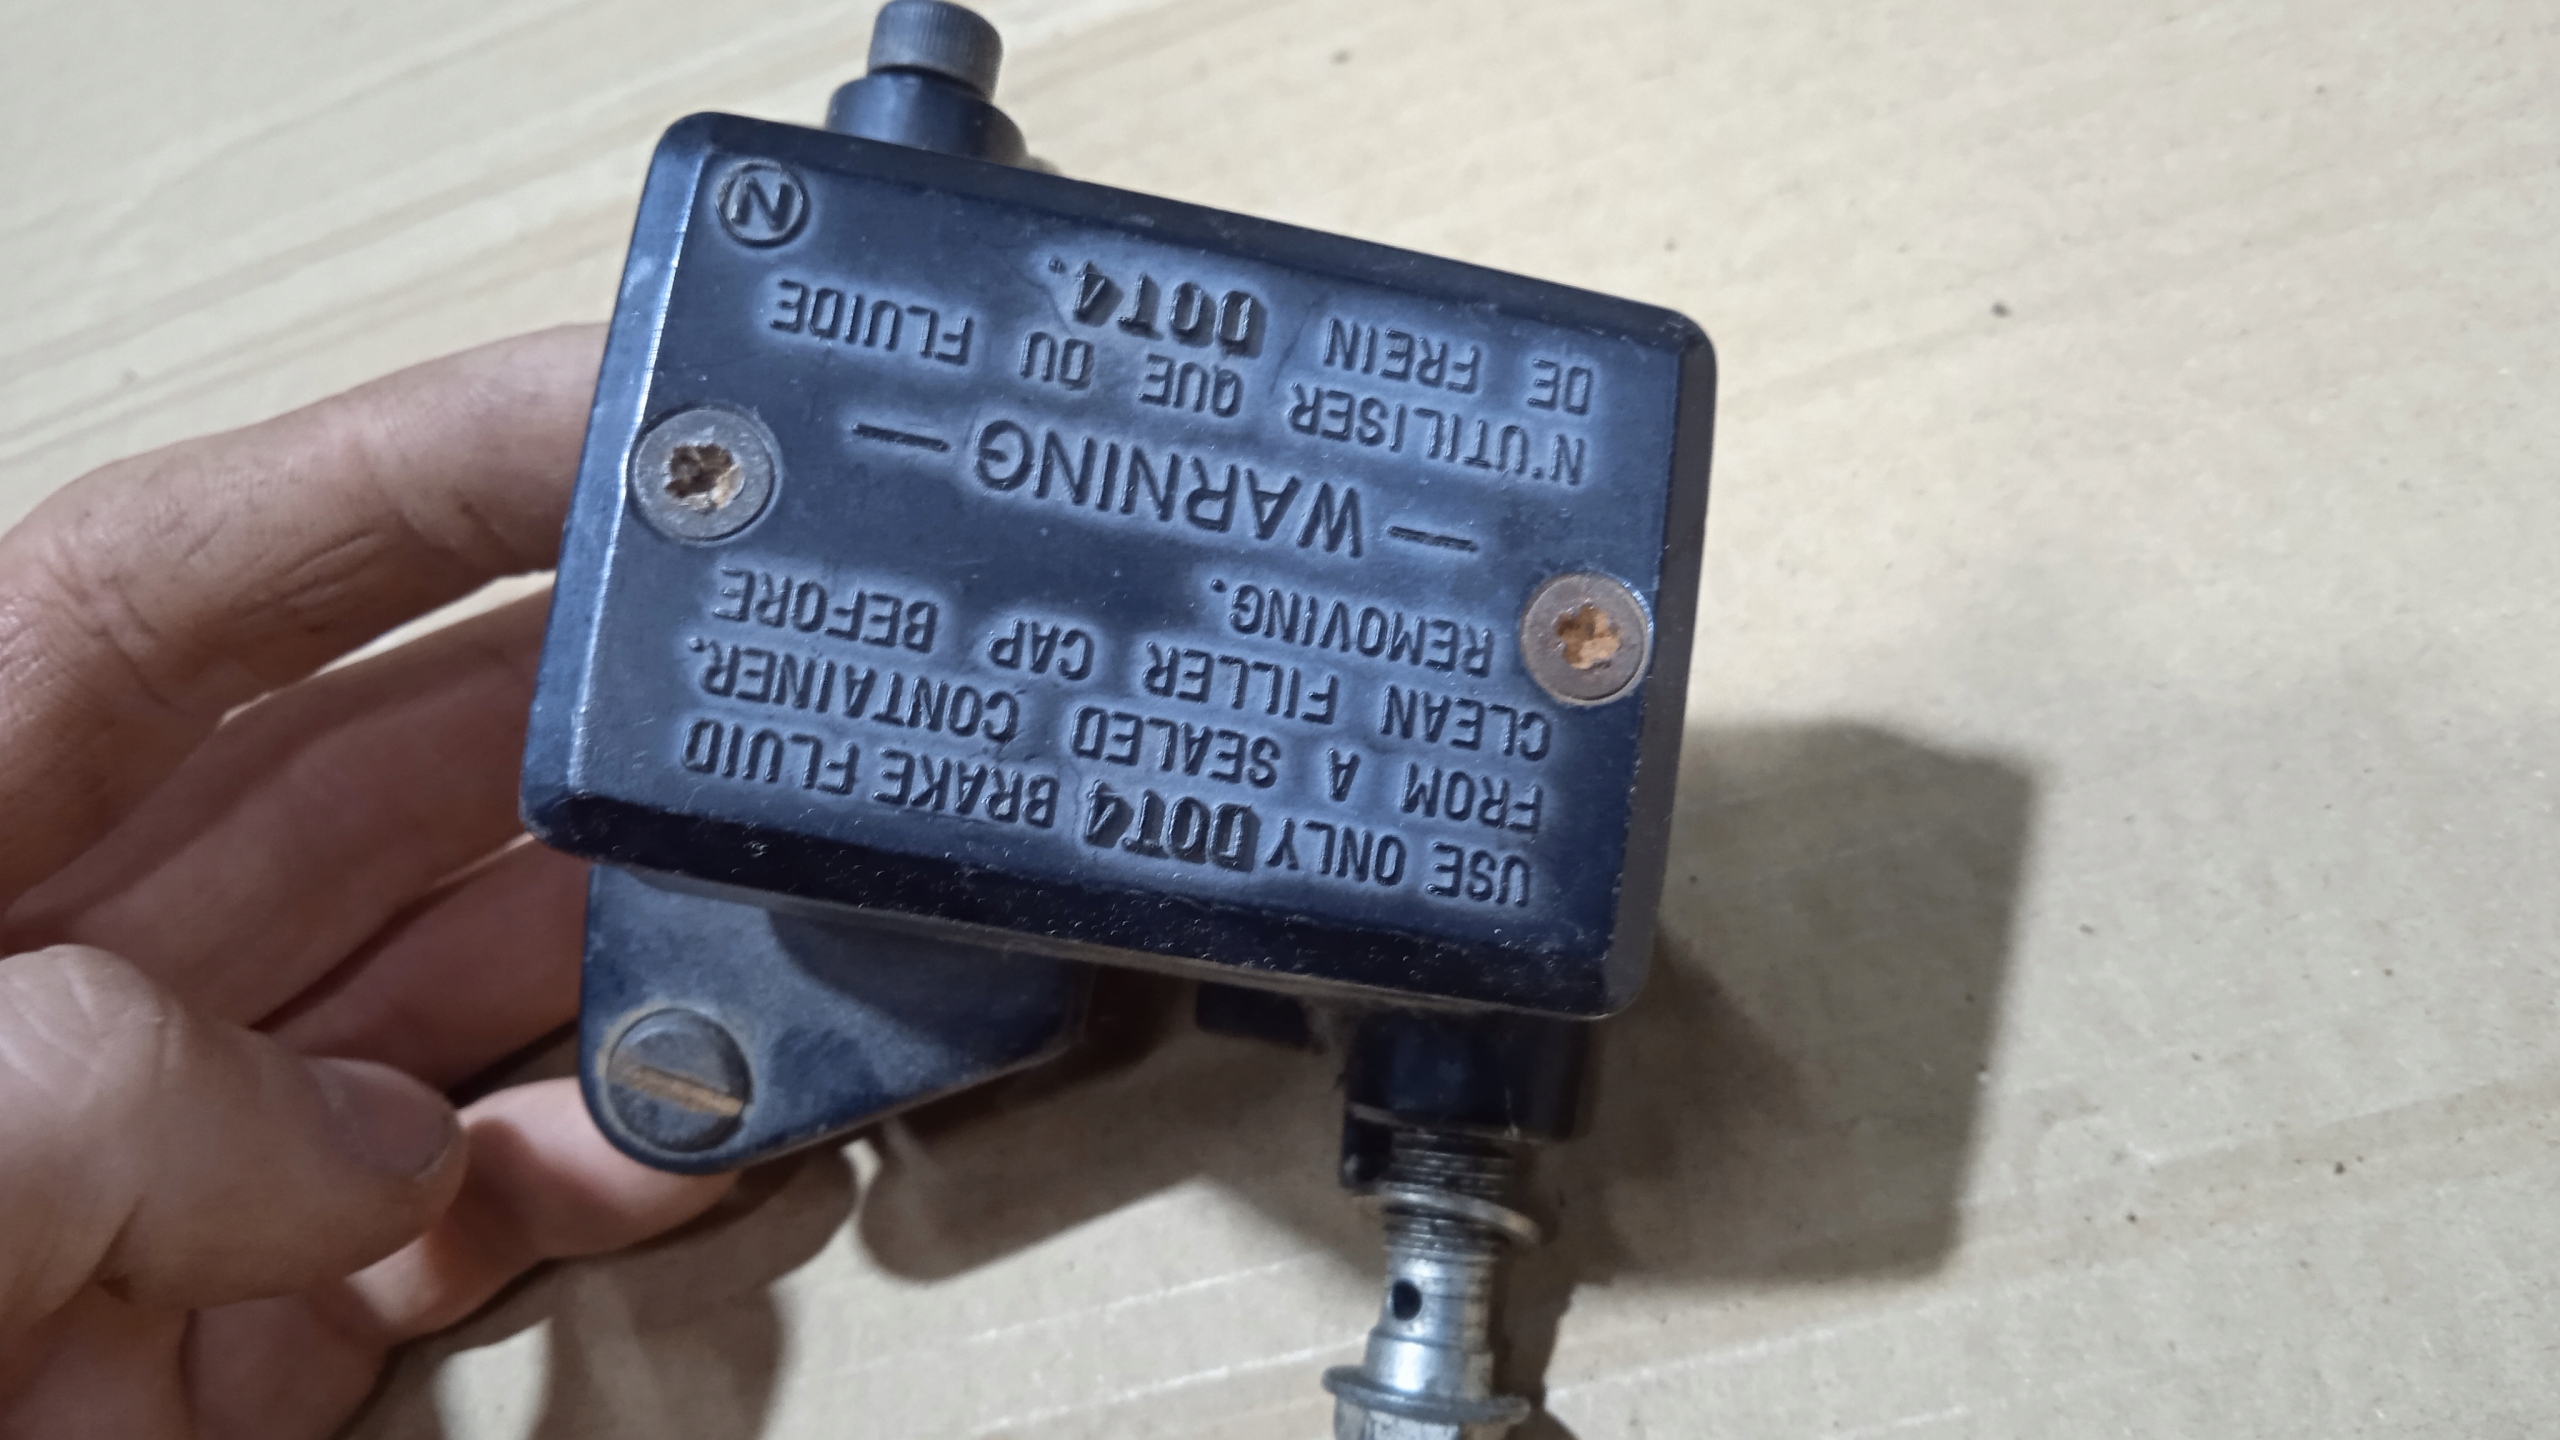 USE ONLY DOT4 BRAKE FLUID
FROM A SEALED CONTAINER.
CLEAN FILLER CAP BEFORE
REMOVING.
— WARNING —
N'UTILISER QUE DU FLUIDE
DE FREIN DOT4.
N